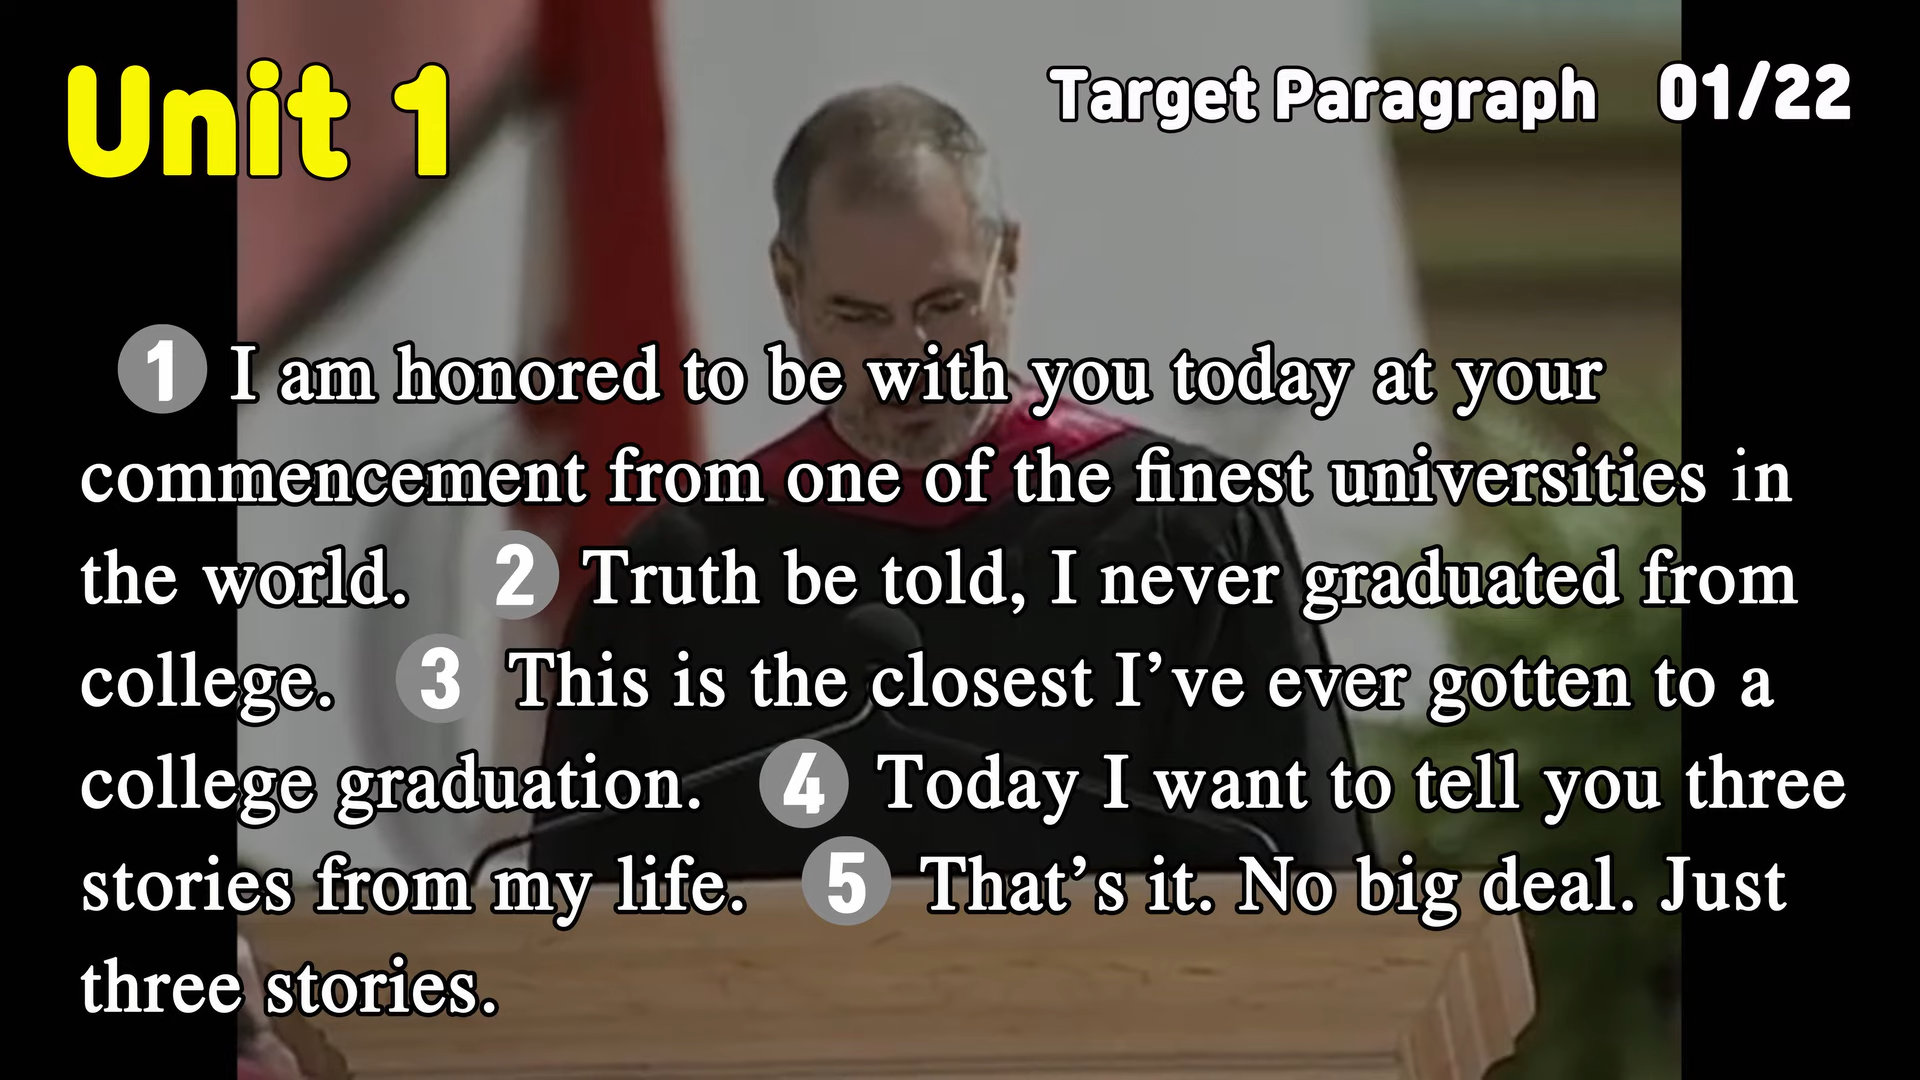 Unit 1
Target Paragraph 01/22
1 I am honored to be with you today at your
commencement from one of the finest universities in
the world. 2 Truth be told, I never graduated from
college. 3 This is the closest I’ve ever gotten to a
college graduation. 4 Today I want to tell you three
stories from my life. 5 That’s it. No big deal. Just
three stories.